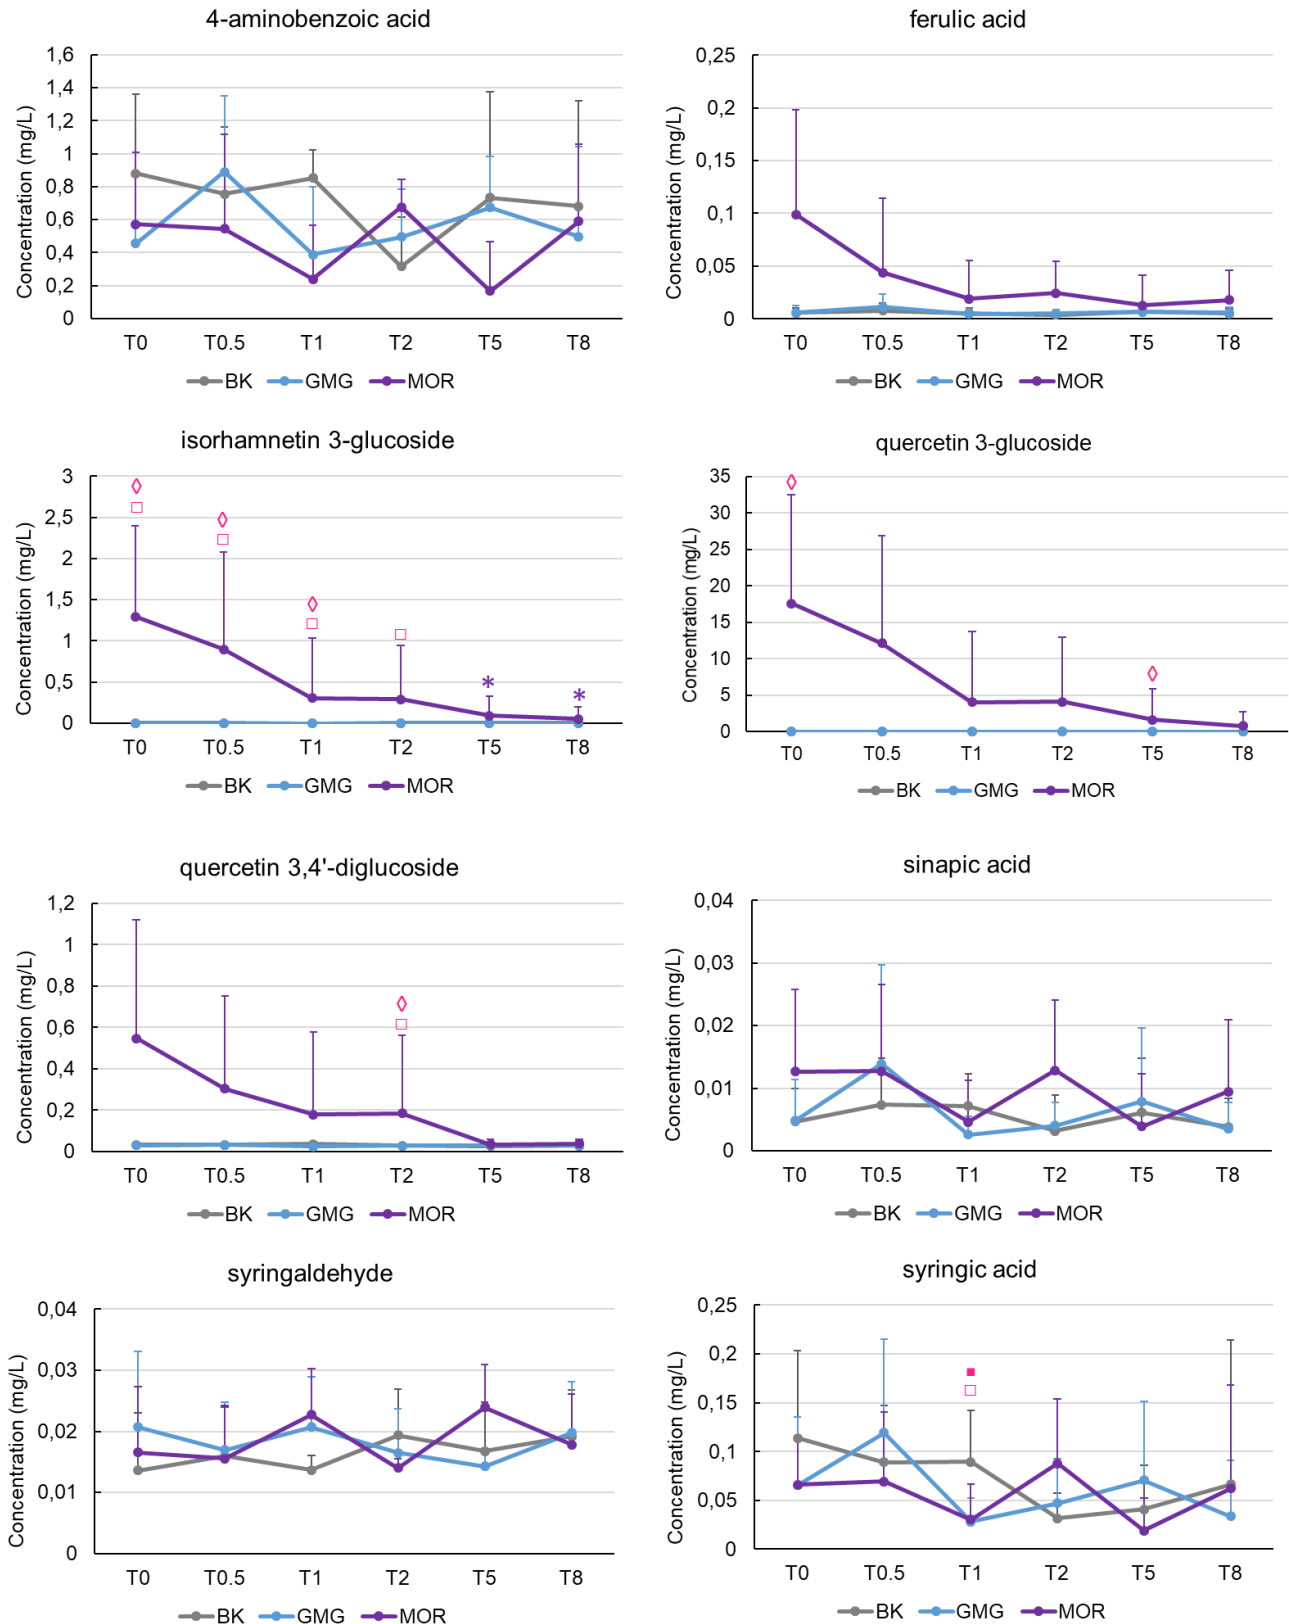 4-aminobenzoic acid
Concentration (mg/L)
1,6
1,4
1,2
1
0,8
0,6
0,4
0,2
0
T0 T0.5 T1 T2 T5 T8
BK GMG MOR
ferulic acid
Concentration (mg/L)
0,25
0,2
0,15
0,1
0,05
0
T0 T0.5 T1 T2 T5 T8
BK GMG MOR
isorhamnetin 3-glucoside
Concentration (mg/L)
3
2,5
2
1,5
1
0,5
0
* *
T0 T0.5 T1 T2 T5 T8
BK GMG MOR
quercetin 3-glucoside
Concentration (mg/L)
35
30
25
20
15
10
5
0
T0 T0.5 T1 T2 T5 T8
BK GMG MOR
quercetin 3,4'-diglucoside
Concentration (mg/L)
1,2
1
0,8
0,6
0,4
0,2
0
T0 T0.5 T1 T2 T5 T8
BK GMG MOR
sinapic acid
Concentration (mg/L)
0,04
0,03
0,02
0,01
0
T0 T0.5 T1 T2 T5 T8
BK GMG MOR
syringaldehyde
Concentration (mg/L)
0,04
0,03
0,02
0,01
0
T0 T0.5 T1 T2 T5 T8
BK GMG MOR
syringic acid
Concentration (mg/L)
0,25
0,2
0,15
0,1
0,05
0
T0 T0.5 T1 T2 T5 T8
BK GMG MOR